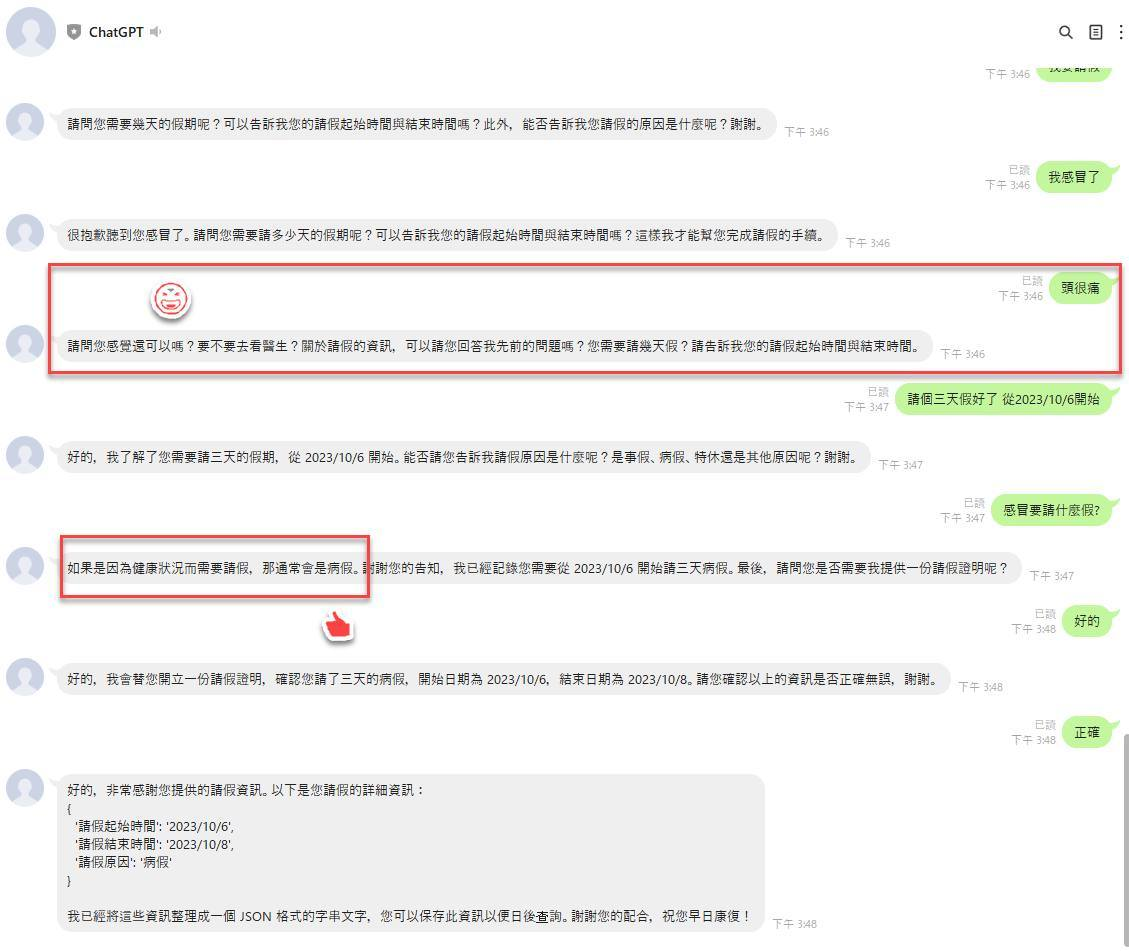 ChatGPT
我要請假
下午 3:46
請問您需要幾天的假期呢？可以告訴我您的請假起始時間與結束時間嗎？此外，能否告訴我您請假的原因是什麼呢？謝謝。
下午 3:46
已讀
下午 3:46
我感冒了
很抱歉聽到您感冒了。請問您需要請多少天的假期呢？可以告訴我您的請假起始時間與結束時間嗎？這樣我才能幫您完成請假的手續。
下午 3:46
已讀
下午 3:46
頭很痛
請問您感覺還可以嗎？要不要去看醫生？關於請假的資訊，可以請您回答我先前的問題嗎？您需要請幾天假？請告訴我您的請假起始時間與結束時間。
下午 3:46
已讀
下午 3:47
請個三天假好了 從2023/10/6開始
好的，我了解了您需要請三天的假期，從 2023/10/6 開始。能否請您告訴我請假原因是什麼呢？是事假、病假、特休還是其他原因呢？謝謝。
下午 3:47
已讀
下午 3:47
感冒要請什麼假?
如果是因為健康狀況而需要請假，那通常會是病假。謝謝您的告知，我已經記錄您需要從 2023/10/6 開始請三天病假。最後，請問您是否需要我提供一份請假證明呢？
下午 3:47
已讀
下午 3:48
好的
好的，我會替您開立一份請假證明，確認您請了三天的病假，開始日期為 2023/10/6，結束日期為 2023/10/8。請您確認以上的資訊是否正確無誤，謝謝。
下午 3:48
已讀
下午 3:48
正確
好的，非常感謝您提供的請假資訊。以下是您請假的詳細資訊：
{
'請假起始時間': '2023/10/6',
'請假結束時間': '2023/10/8',
'請假原因': '病假'
}
我已經將這些資訊整理成一個 JSON 格式的字串文字，您可以保存此資訊以便日後查詢。謝謝您的配合，祝您早日康復！
下午 3:48